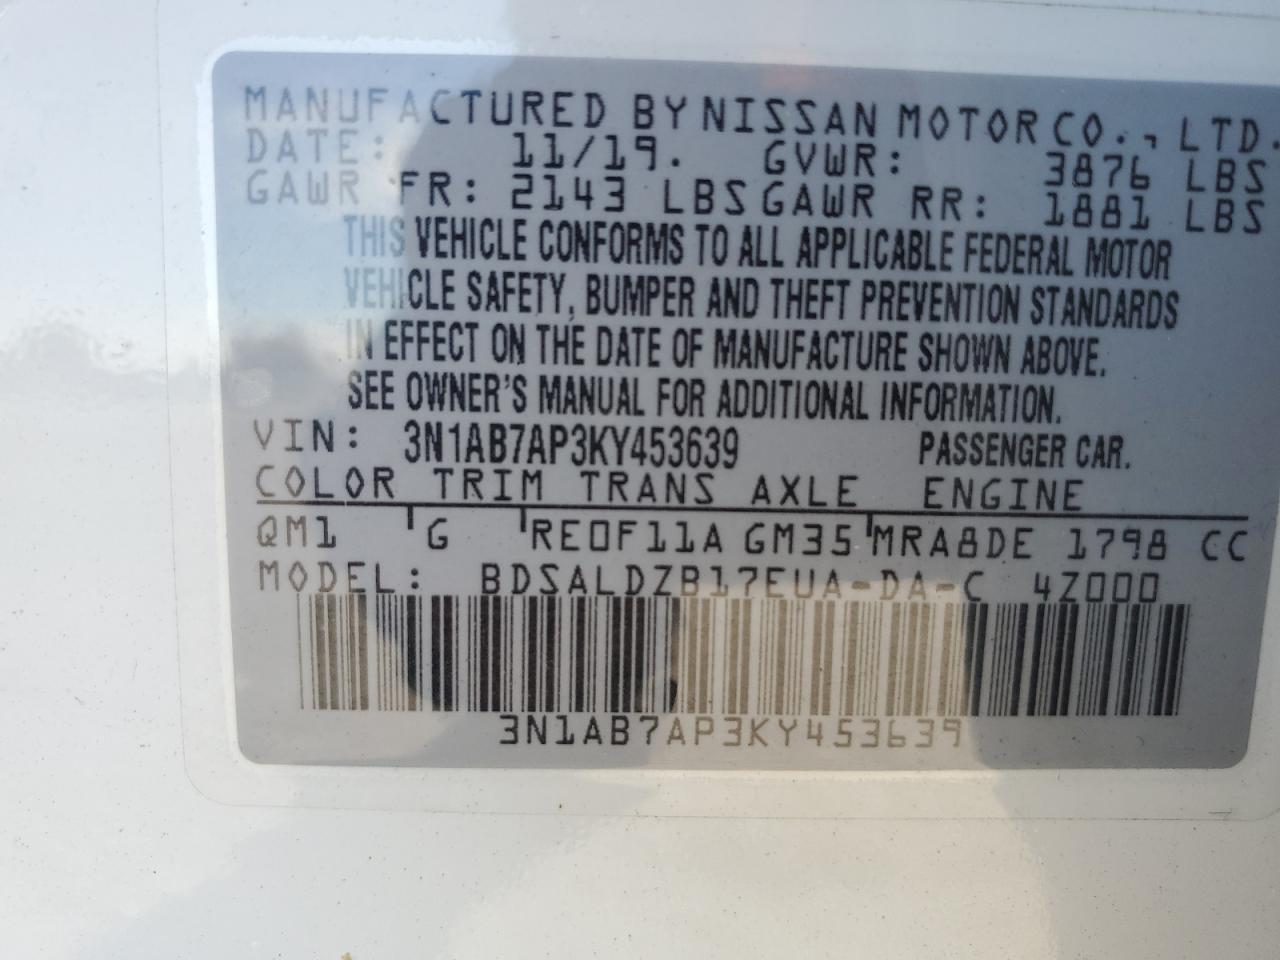 MANUFACTURED BY NISSAN MOTOR CO., LTD.
DATE: 11/19. GVWR: 3876 LBS
GAWR FR: 2143 LBS GAWR RR: 1881 LBS
THIS VEHICLE CONFORMS TO ALL APPLICABLE FEDERAL MOTOR
VEHICLE SAFETY, BUMPER AND THEFT PREVENTION STANDARDS
IN EFFECT ON THE DATE OF MANUFACTURE SHOWN ABOVE.
SEE OWNER'S MANUAL FOR ADDITIONAL INFORMATION.
VIN: 3N1AB7AP3KY453639 PASSENGER CAR.
COLOR TRIM TRANS AXLE ENGINE
QM1 G RE0F11A GM35 MRA8DE 1798 CC
MODEL: BDSALDZB17EUA-DA-C 4Z000
3N1AB7AP3KY453639